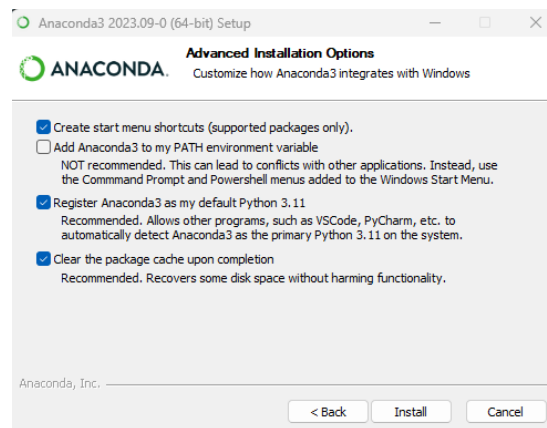 Anaconda3 2023.09-0 (64-bit) Setup
Advanced Installation Options
ANACONDA.
Customize how Anaconda3 integrates with Windows
Create start menu shortcuts (supported packages only).
Add Anaconda3 to my PATH environment variable
NOT recommended. This can lead to conflicts with other applications. Instead, use
the Commmand Prompt and Powershell menus added to the Windows Start Menu.
Register Anaconda3 as my default Python 3.11
Recommended. Allows other programs, such as VSCode, PyCharm, etc. to
automatically detect Anaconda3 as the primary Python 3.11 on the system.
Clear the package cache upon completion
Recommended. Recovers some disk space without harming functionality.
Anaconda, Inc.
< Back Install Cancel